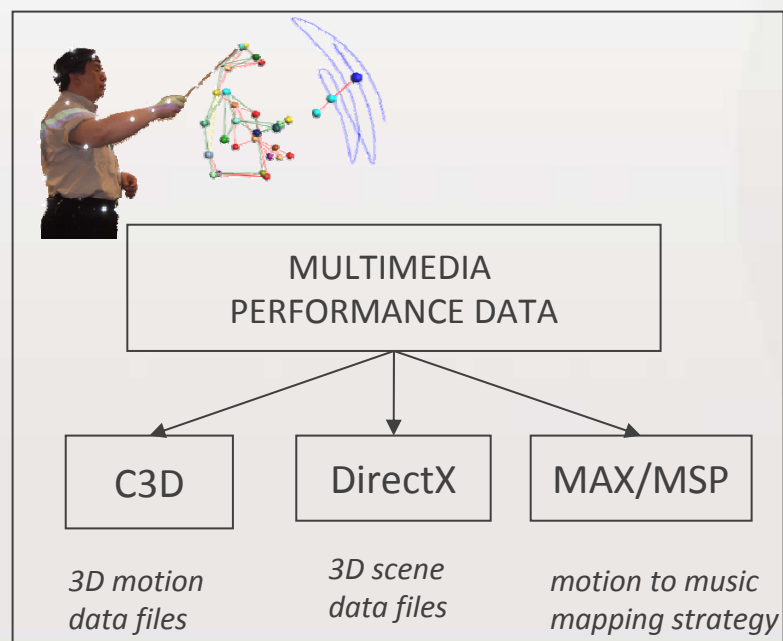 MULTIMEDIA
PERFORMANCE DATA
C3D
DirectX
MAX/MSP
3D motion
data files
3D scene
data files
motion to music
mapping strategy